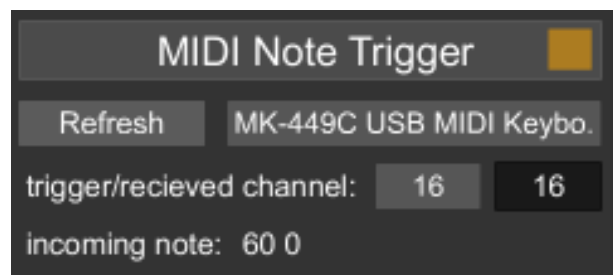 MIDI Note Trigger
Refresh MK-449C USB MIDI Keybo.
trigger/recieved channel: 16 16
incoming note: 60 0